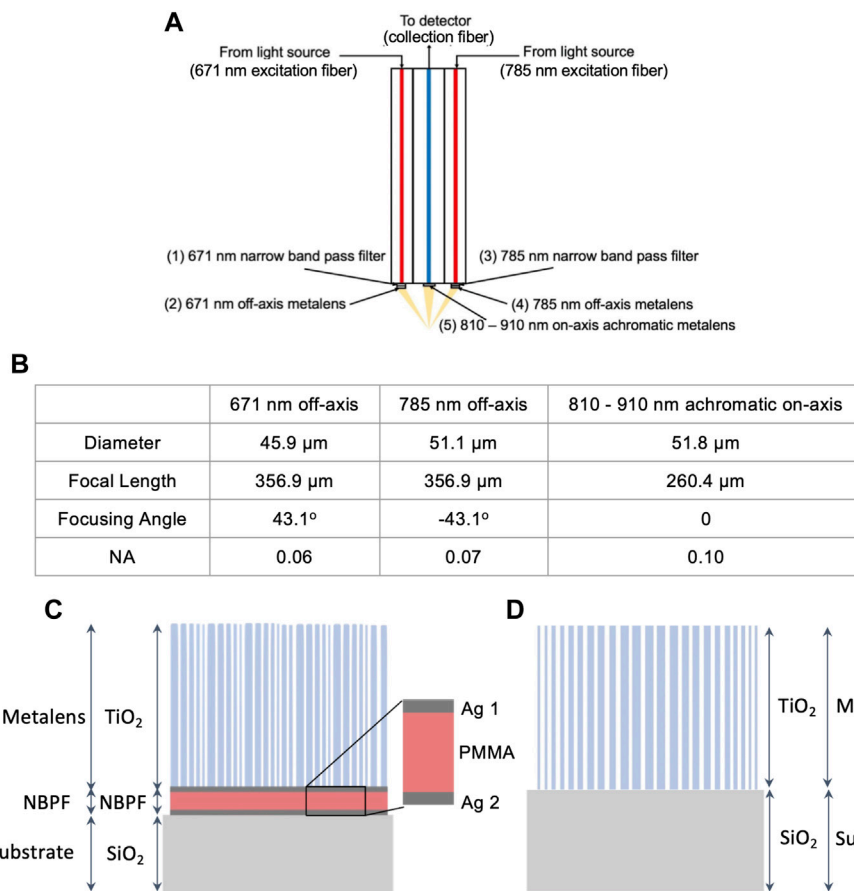 A
To detector
(collection fiber)
From light source
(671 nm excitation fiber)
From light source
(785 nm excitation fiber)
(1) 671 nm narrow band pass filter
(3) 785 nm narrow band pass filter
(2) 671 nm off-axis metalens
(4) 785 nm off-axis metalens
(5) 810 – 910 nm on-axis achromatic metalens
B
671 nm off-axis 785 nm off-axis 810 - 910 nm achromatic on-axis
Diameter 45.9 µm 51.1 µm 51.8 µm
Focal Length 356.9 µm 356.9 µm 260.4 µm
Focusing Angle 43.1º -43.1º 0
NA 0.06 0.07 0.10
C
D
Metalens TiO₂
Ag 1
PMMA
Ag 2
NBPF NBPF
ubstrate SiO₂
TiO₂ M
SiO₂ Su